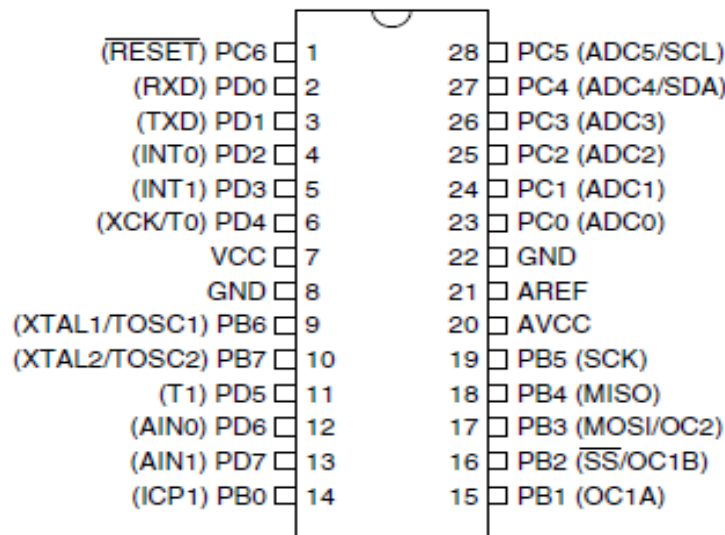 (RESET) PC6 1 28 PC5 (ADC5/SCL)
(RXD) PD0 2 27 PC4 (ADC4/SDA)
(TXD) PD1 3 26 PC3 (ADC3)
(INT0) PD2 4 25 PC2 (ADC2)
(INT1) PD3 5 24 PC1 (ADC1)
(XCK/T0) PD4 6 23 PC0 (ADC0)
VCC 7 22 GND
GND 8 21 AREF
(XTAL1/TOSC1) PB6 9 20 AVCC
(XTAL2/TOSC2) PB7 10 19 PB5 (SCK)
(T1) PD5 11 18 PB4 (MISO)
(AIN0) PD6 12 17 PB3 (MOSI/OC2)
(AIN1) PD7 13 16 PB2 (SS/OC1B)
(ICP1) PB0 14 15 PB1 (OC1A)